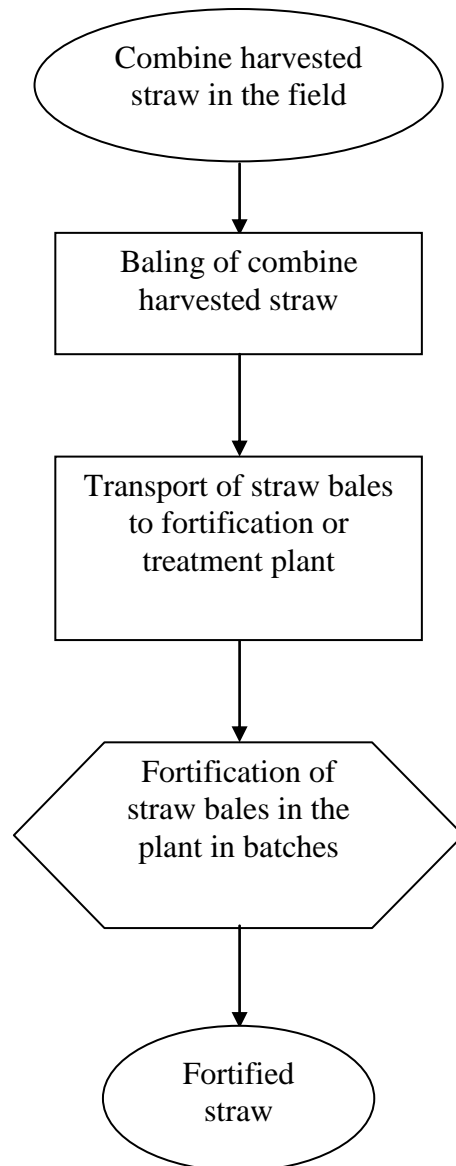 Combine harvested
straw in the field
Baling of combine
harvested straw
Transport of straw bales
to fortification or
treatment plant
Fortification of
straw bales in the
plant in batches
Fortified
straw